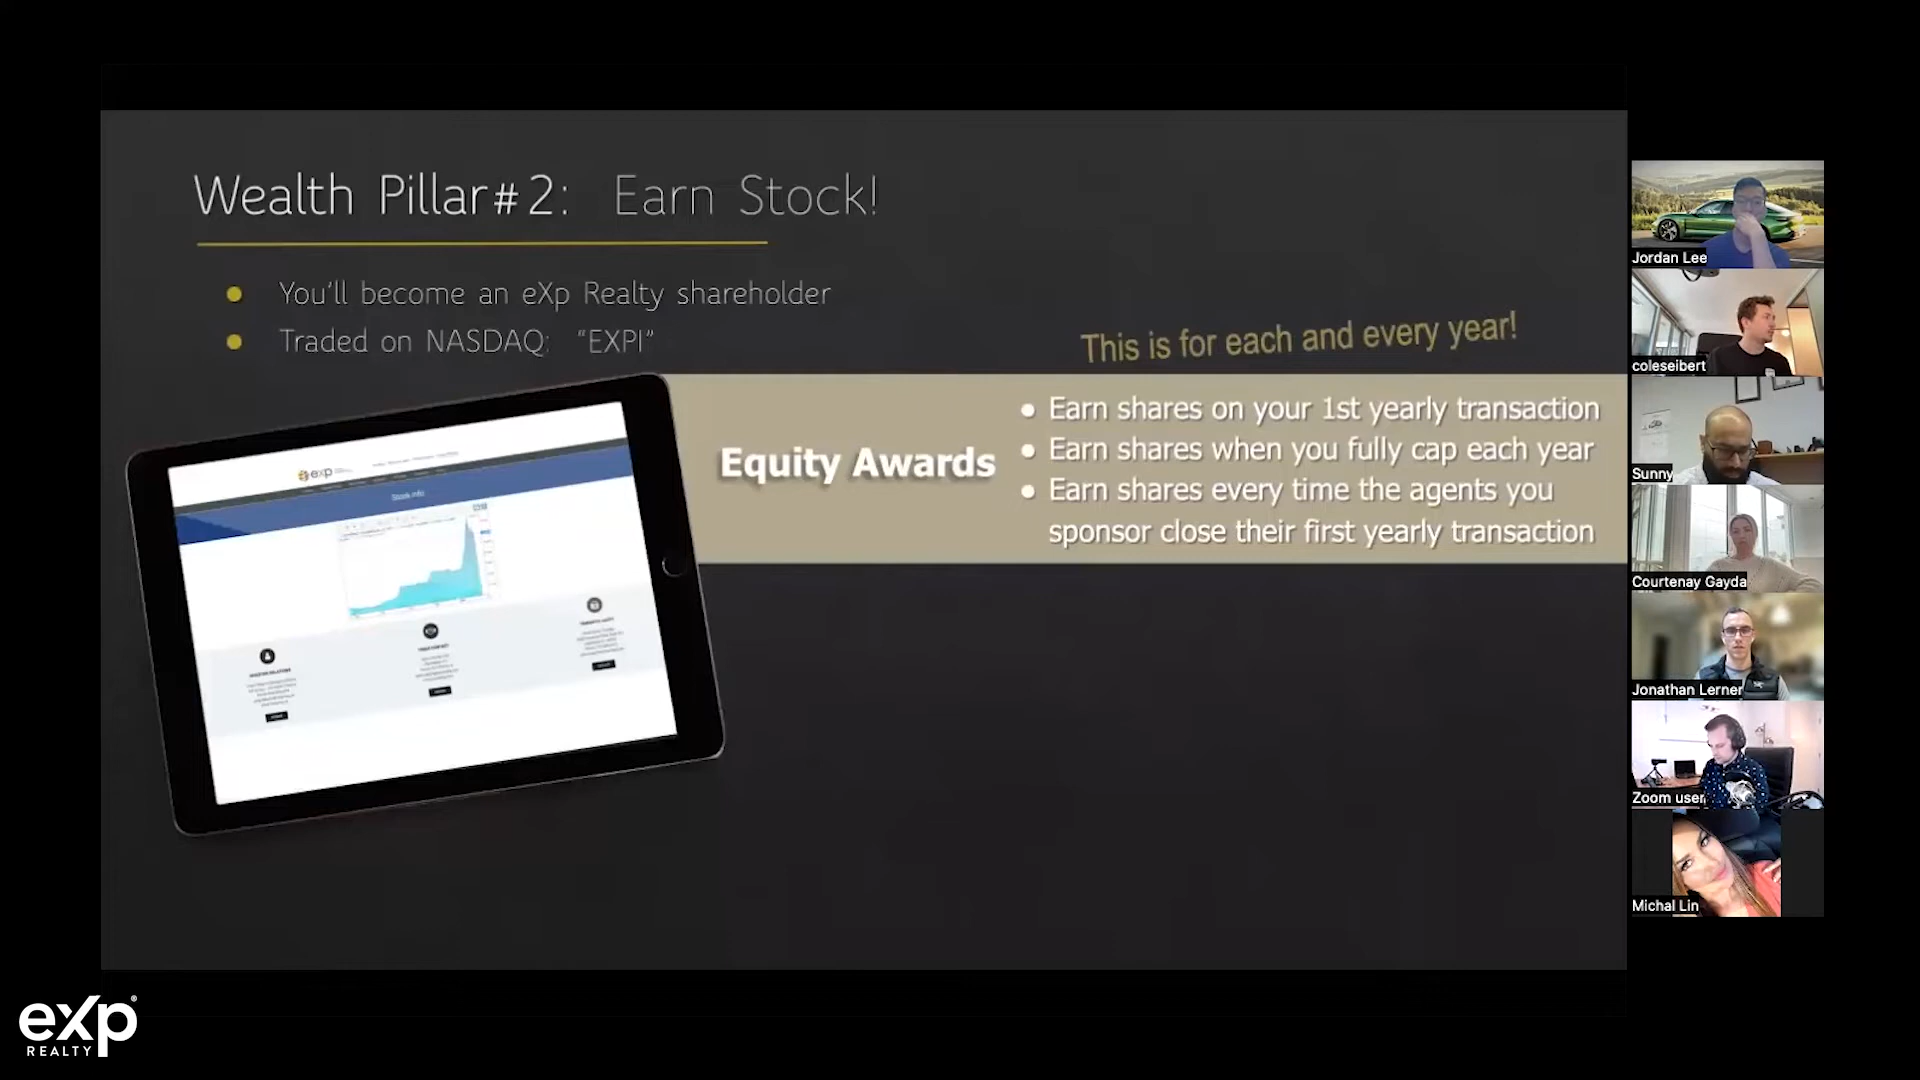 Wealth Pillar #2: Earn Stock!
You'll become an eXp Realty shareholder
Traded on NASDAQ: "EXPI"
This is for each and every year!
Equity Awards
Earn shares on your 1st yearly transaction
Earn shares when you fully cap each year
Earn shares every time the agents you
sponsor close their first yearly transaction
exp
Stock Info
Jordan Lee
coleseibert
Sunny
Courtenay Gayda
Jonathan Lerner
Zoom user
Michal Lin
eXp
REALTY